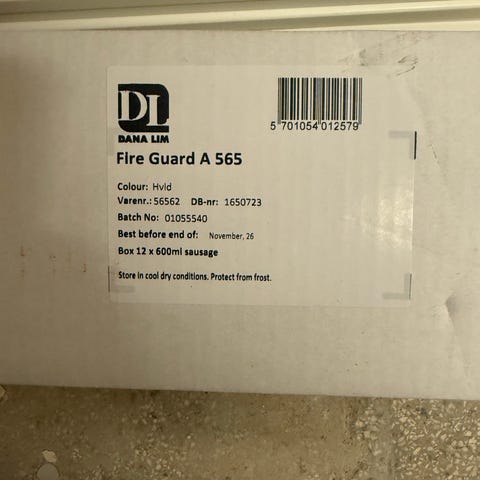 DL
DANA LIM
5 701054 012579
Fire Guard A 565
Colour: Hvid
Varenr.: 56562 DB-nr: 1650723
Batch No: 01055540
Best before end of: November, 26
Box 12 x 600ml sausage
Store in cool dry conditions. Protect from frost.